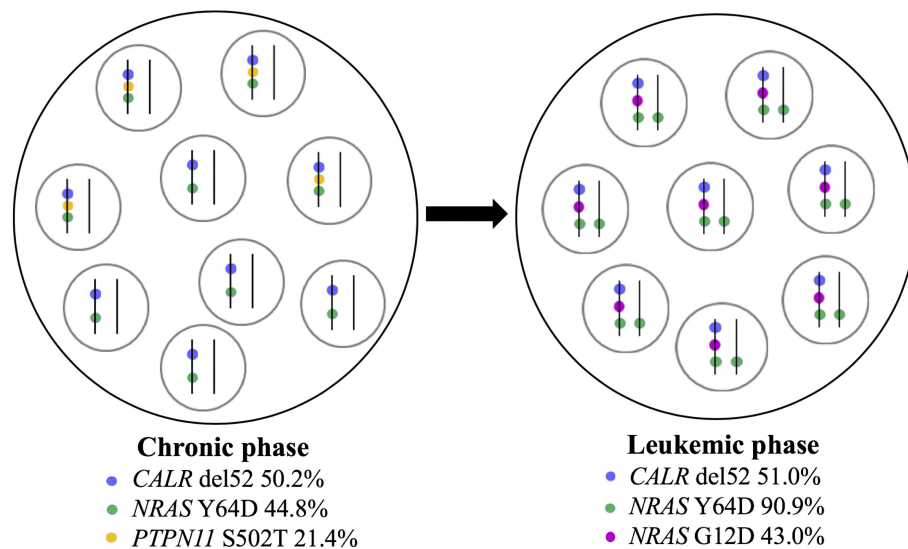 Chronic phase
CALR del52 50.2%
NRAS Y64D 44.8%
PTPN11 S502T 21.4%
Leukemic phase
CALR del52 51.0%
NRAS Y64D 90.9%
NRAS G12D 43.0%